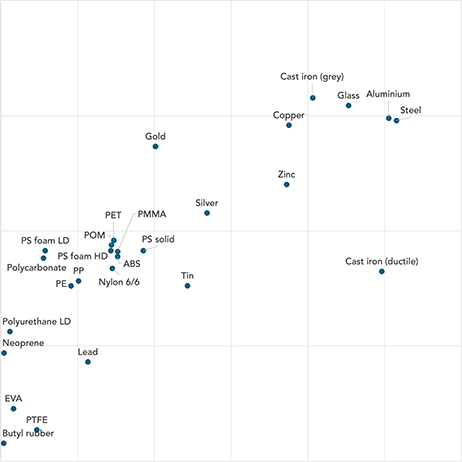 Cast iron (grey)
Glass
Aluminium
Steel
Copper
Gold
Zinc
Silver
PET
PMMA
POM
PS solid
PS foam LD
PS foam HD
ABS
Polycarbonate
PP
Nylon 6/6
PE
Tin
Cast iron (ductile)
Polyurethane LD
Neoprene
Lead
EVA
PTFE
Butyl rubber